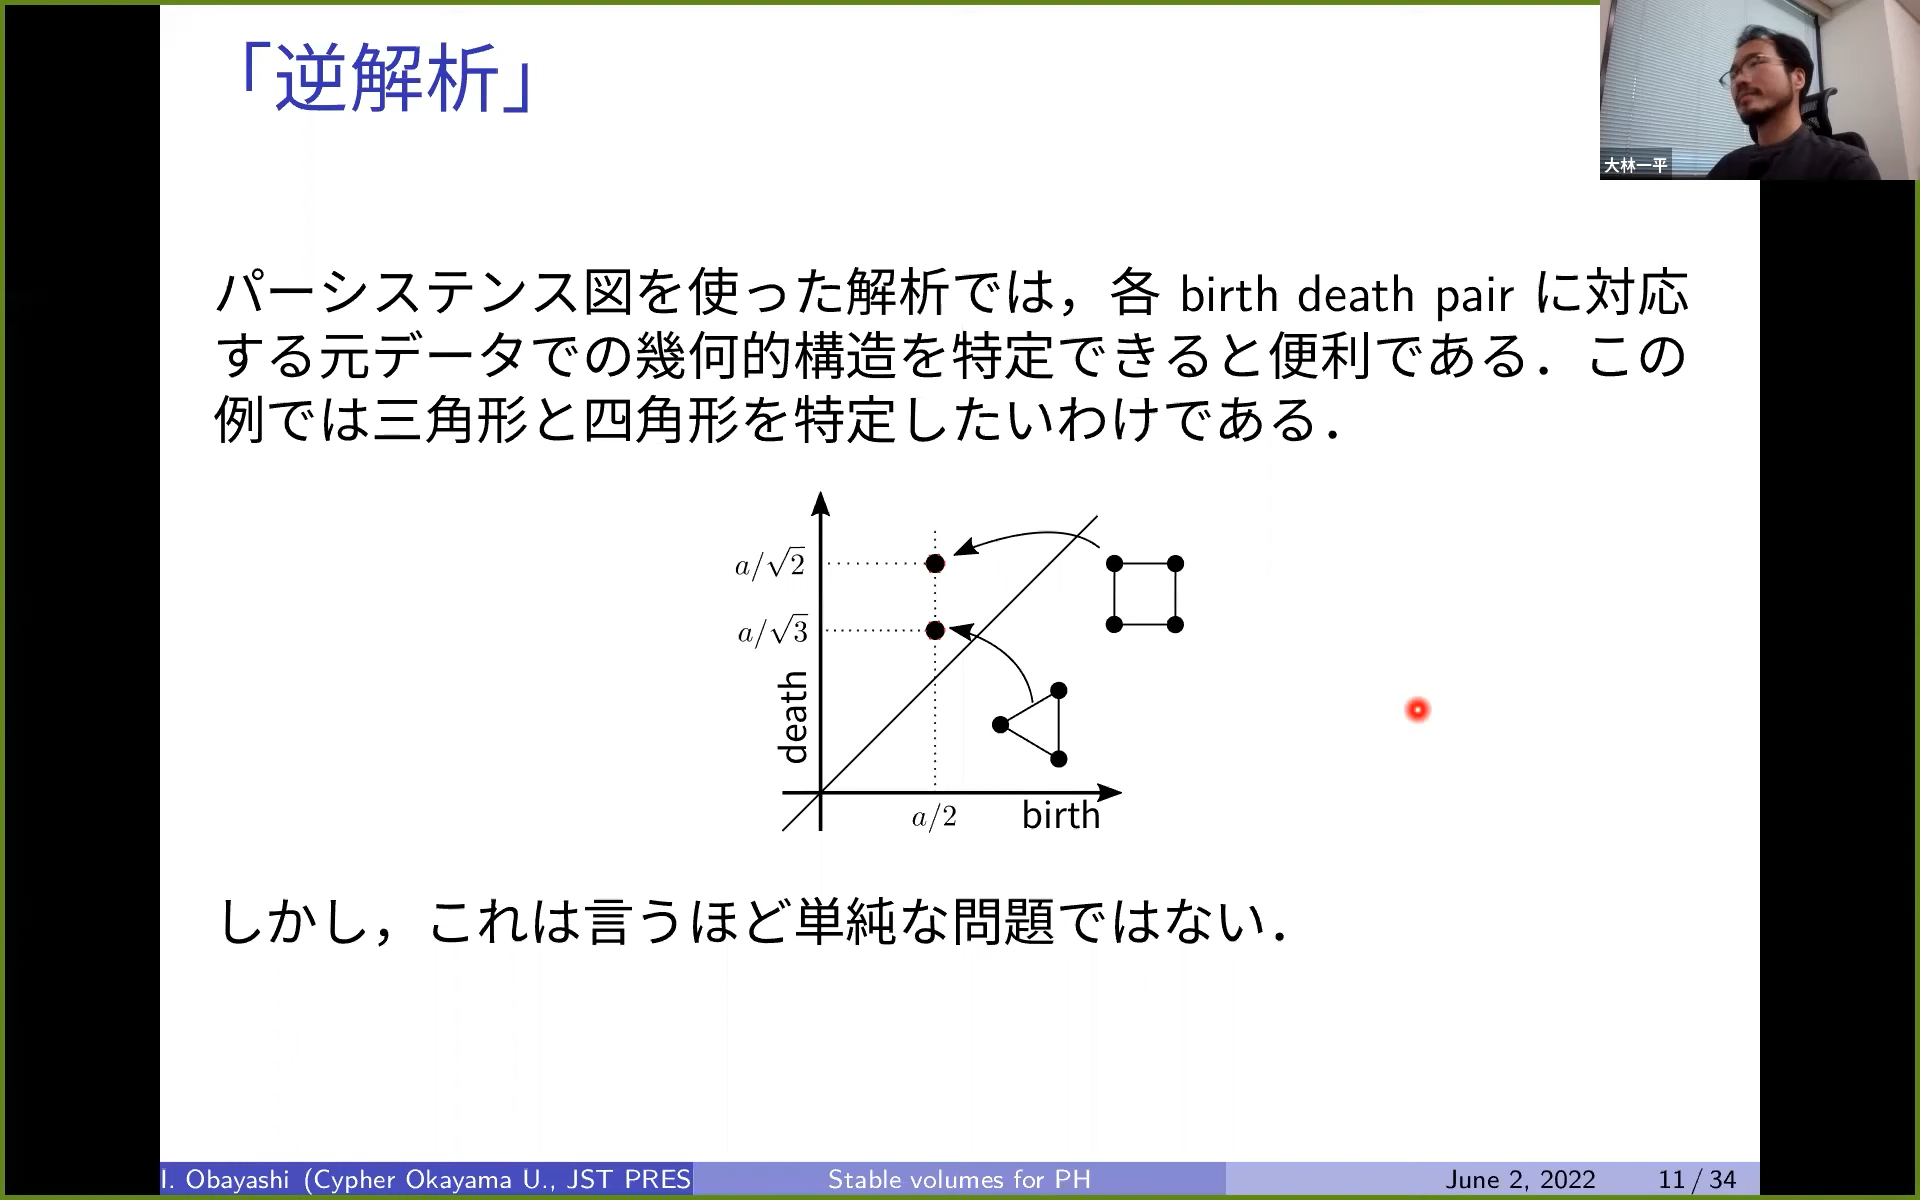 「逆解析」
大林一平
パーシステンス図を使った解析では，各 birth death pair に対応
する元データでの幾何的構造を特定できると便利である．この
例では三角形と四角形を特定したいわけである．
a/√2
a/√3
death
a/2
birth
しかし，これは言うほど単純な問題ではない．
I. Obayashi (Cypher Okayama U., JST PRES
Stable volumes for PH
June 2, 2022
11 / 34